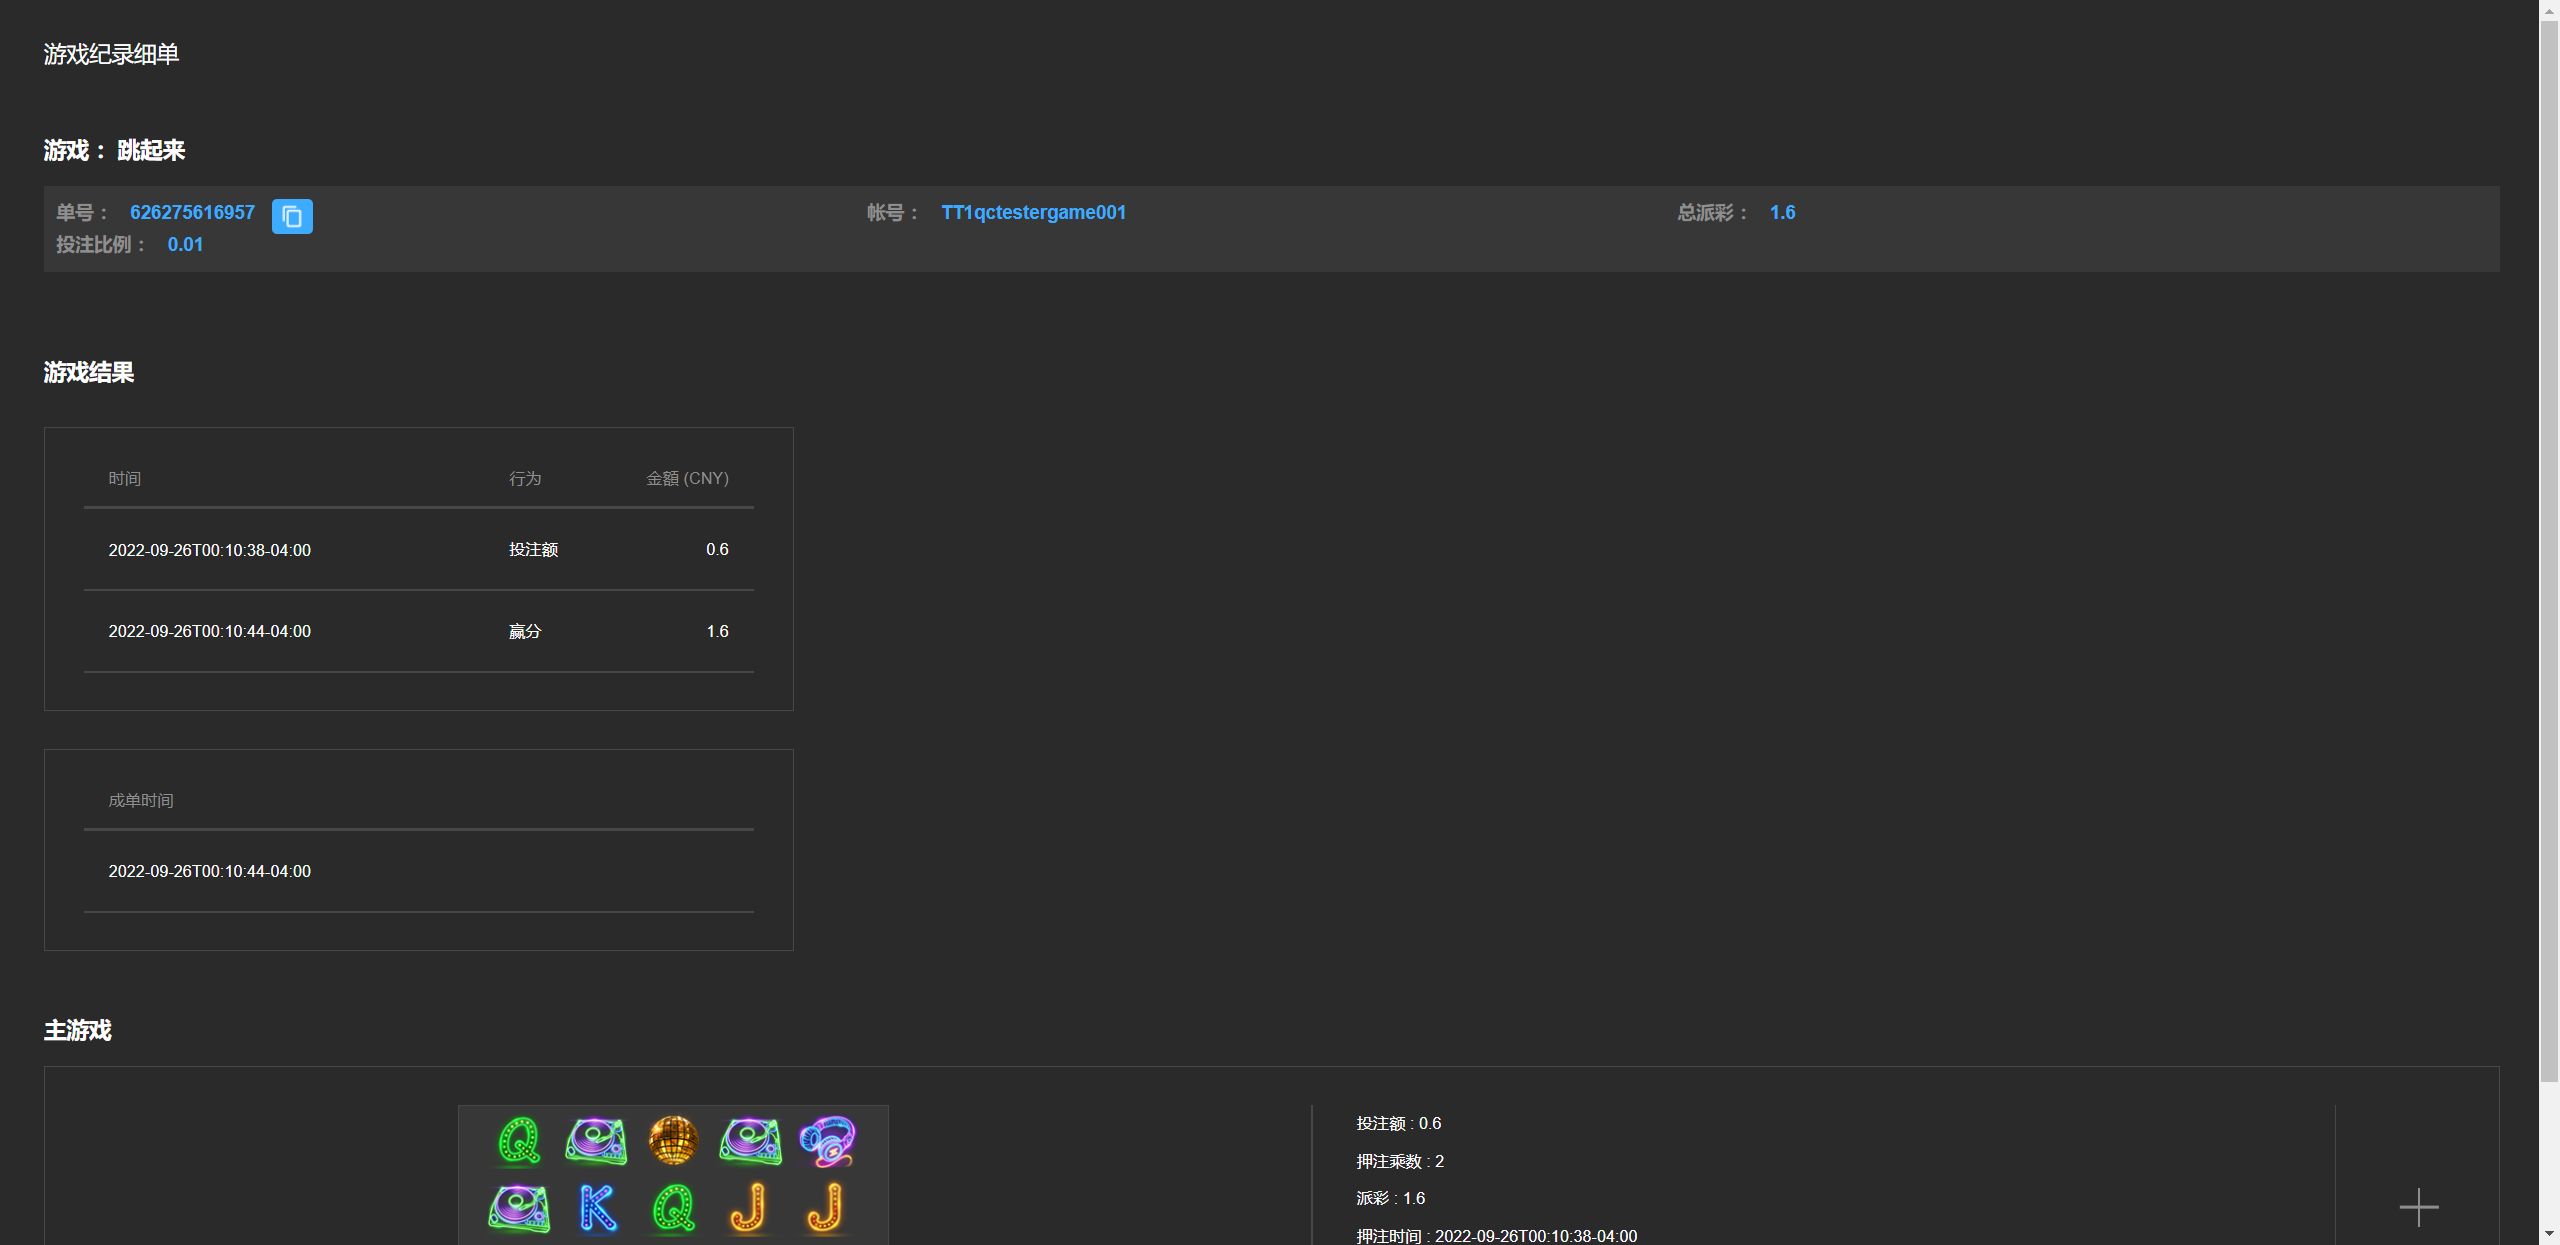 游戏纪录细单
游戏： 跳起来
单号： 626275616957
帐号： TT1qctestergame001
总派彩： 1.6
投注比例： 0.01
游戏结果
时间 行为 金額 (CNY)
2022-09-26T00:10:38-04:00 投注额 0.6
2022-09-26T00:10:44-04:00 赢分 1.6
成单时间
2022-09-26T00:10:44-04:00
主游戏
Q
K Q J J
投注额 : 0.6
押注乘数 : 2
派彩 : 1.6
押注时间 : 2022-09-26T00:10:38-04:00